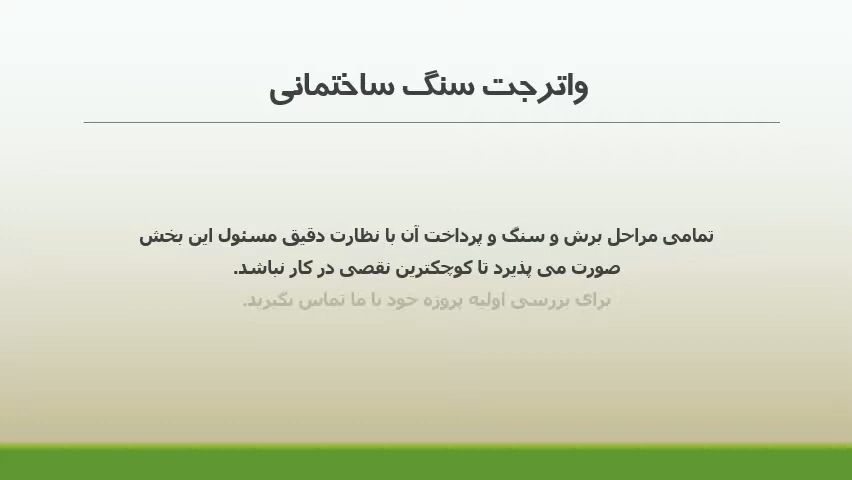 واترجت سنگ ساختمانی
تمامی مراحل برش و سنگ و پرداخت آن با نظارت دقیق مسئول این بخش
صورت می پذیرد تا کوچکترین نقصی در کار نباشد.
برای بررسی اولیه پروژه خود با ما تماس بگیرید.